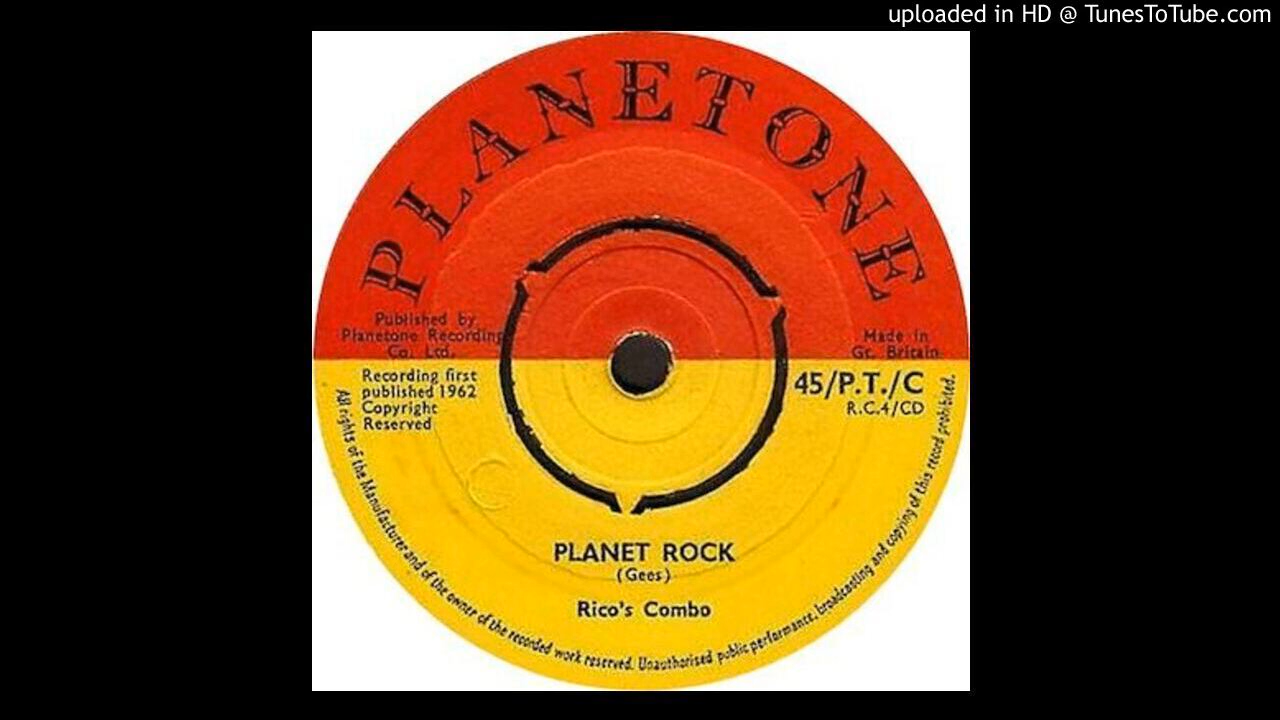 uploaded in HD @ TunesToTube.com
PLANETONE
Published by
Planetone Recording
Co. Ltd.
Made in
Gt. Britain
Recording first
published 1962
Copyright
Reserved
45/P.T./C
R.C.4/CD
PLANET ROCK
(Gees)
Rico's Combo
All rights of the Manufacturer and of the owner of the recorded work reserved. Unauthorised public performance, broadcasting and copying of this record prohibited.